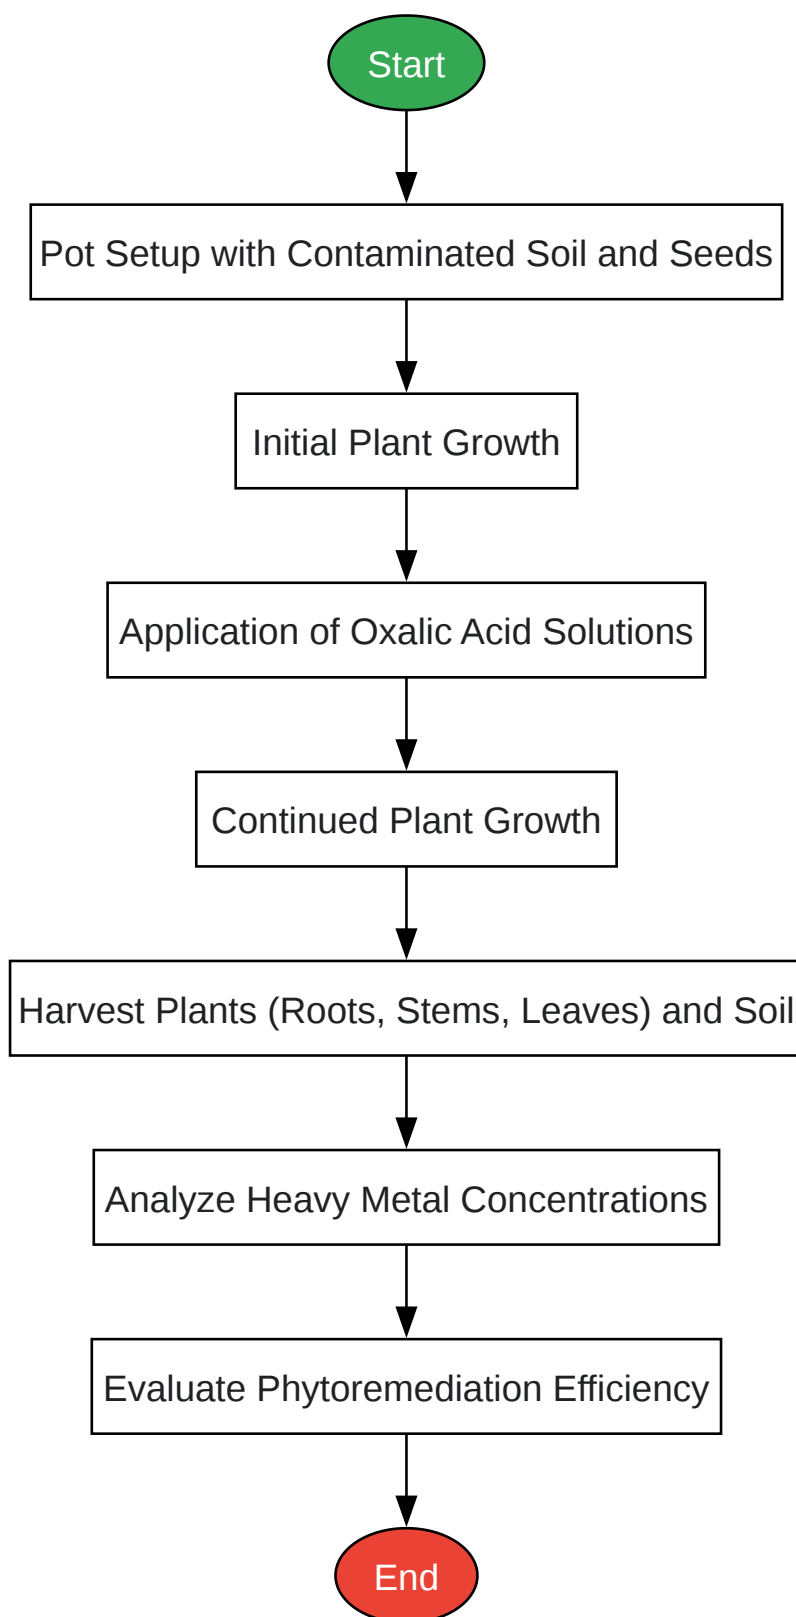 Start
Pot Setup with Contaminated Soil and Seeds
Initial Plant Growth
Application of Oxalic Acid Solutions
Continued Plant Growth
Harvest Plants (Roots, Stems, Leaves) and Soil
Analyze Heavy Metal Concentrations
Evaluate Phytoremediation Efficiency
End